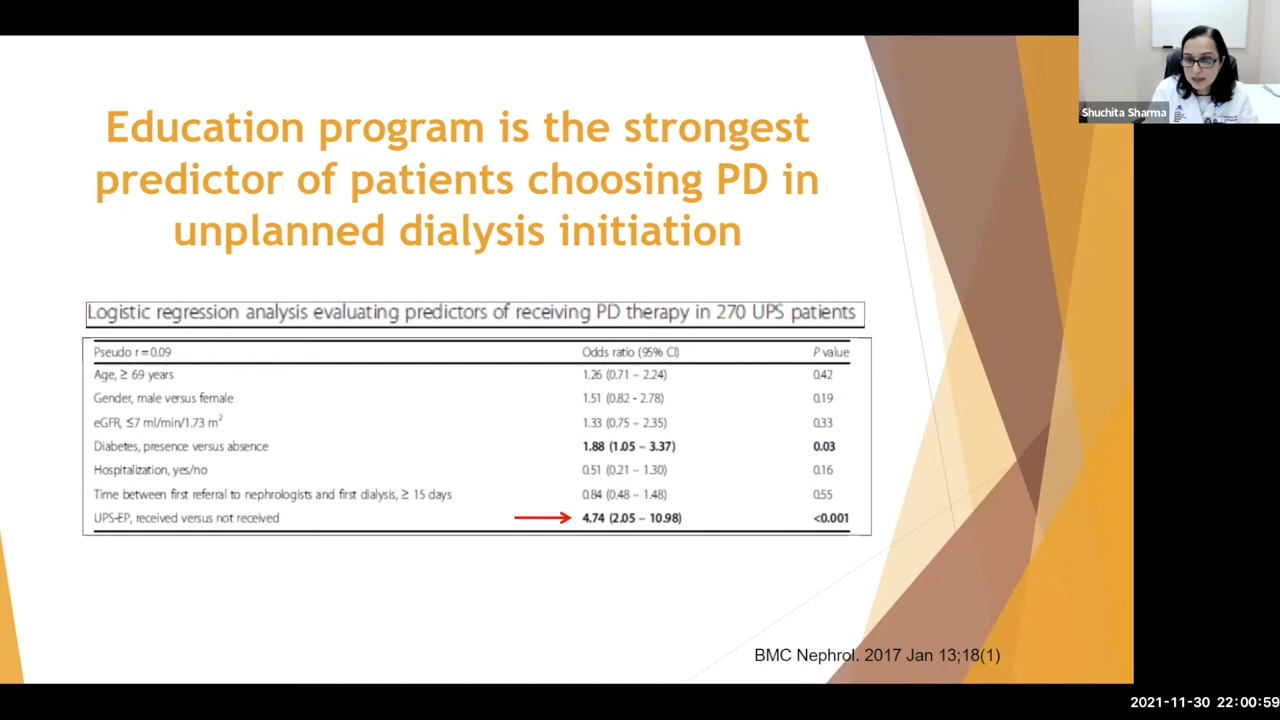 Shuchita Sharma
Education program is the strongest
predictor of patients choosing PD in
unplanned dialysis initiation
Logistic regression analysis evaluating predictors of receiving PD therapy in 270 UPS patients
Pseudo r = 0.09 Odds ratio (95% CI) P value
Age, ≥ 69 years 1.26 (0.71 – 2.24) 0.42
Gender, male versus female 1.51 (0.82 - 2.78) 0.19
eGFR, ≤7 ml/min/1.73 m² 1.33 (0.75 – 2.35) 0.33
Diabetes, presence versus absence 1.88 (1.05 – 3.37) 0.03
Hospitalization, yes/no 0.51 (0.21 – 1.30) 0.16
Time between first referral to nephrologists and first dialysis, ≥ 15 days 0.84 (0.48 – 1.48) 0.55
UPS-EP, received versus not received 4.74 (2.05 – 10.98) <0.001
BMC Nephrol. 2017 Jan 13;18(1)
2021-11-30 22:00:59